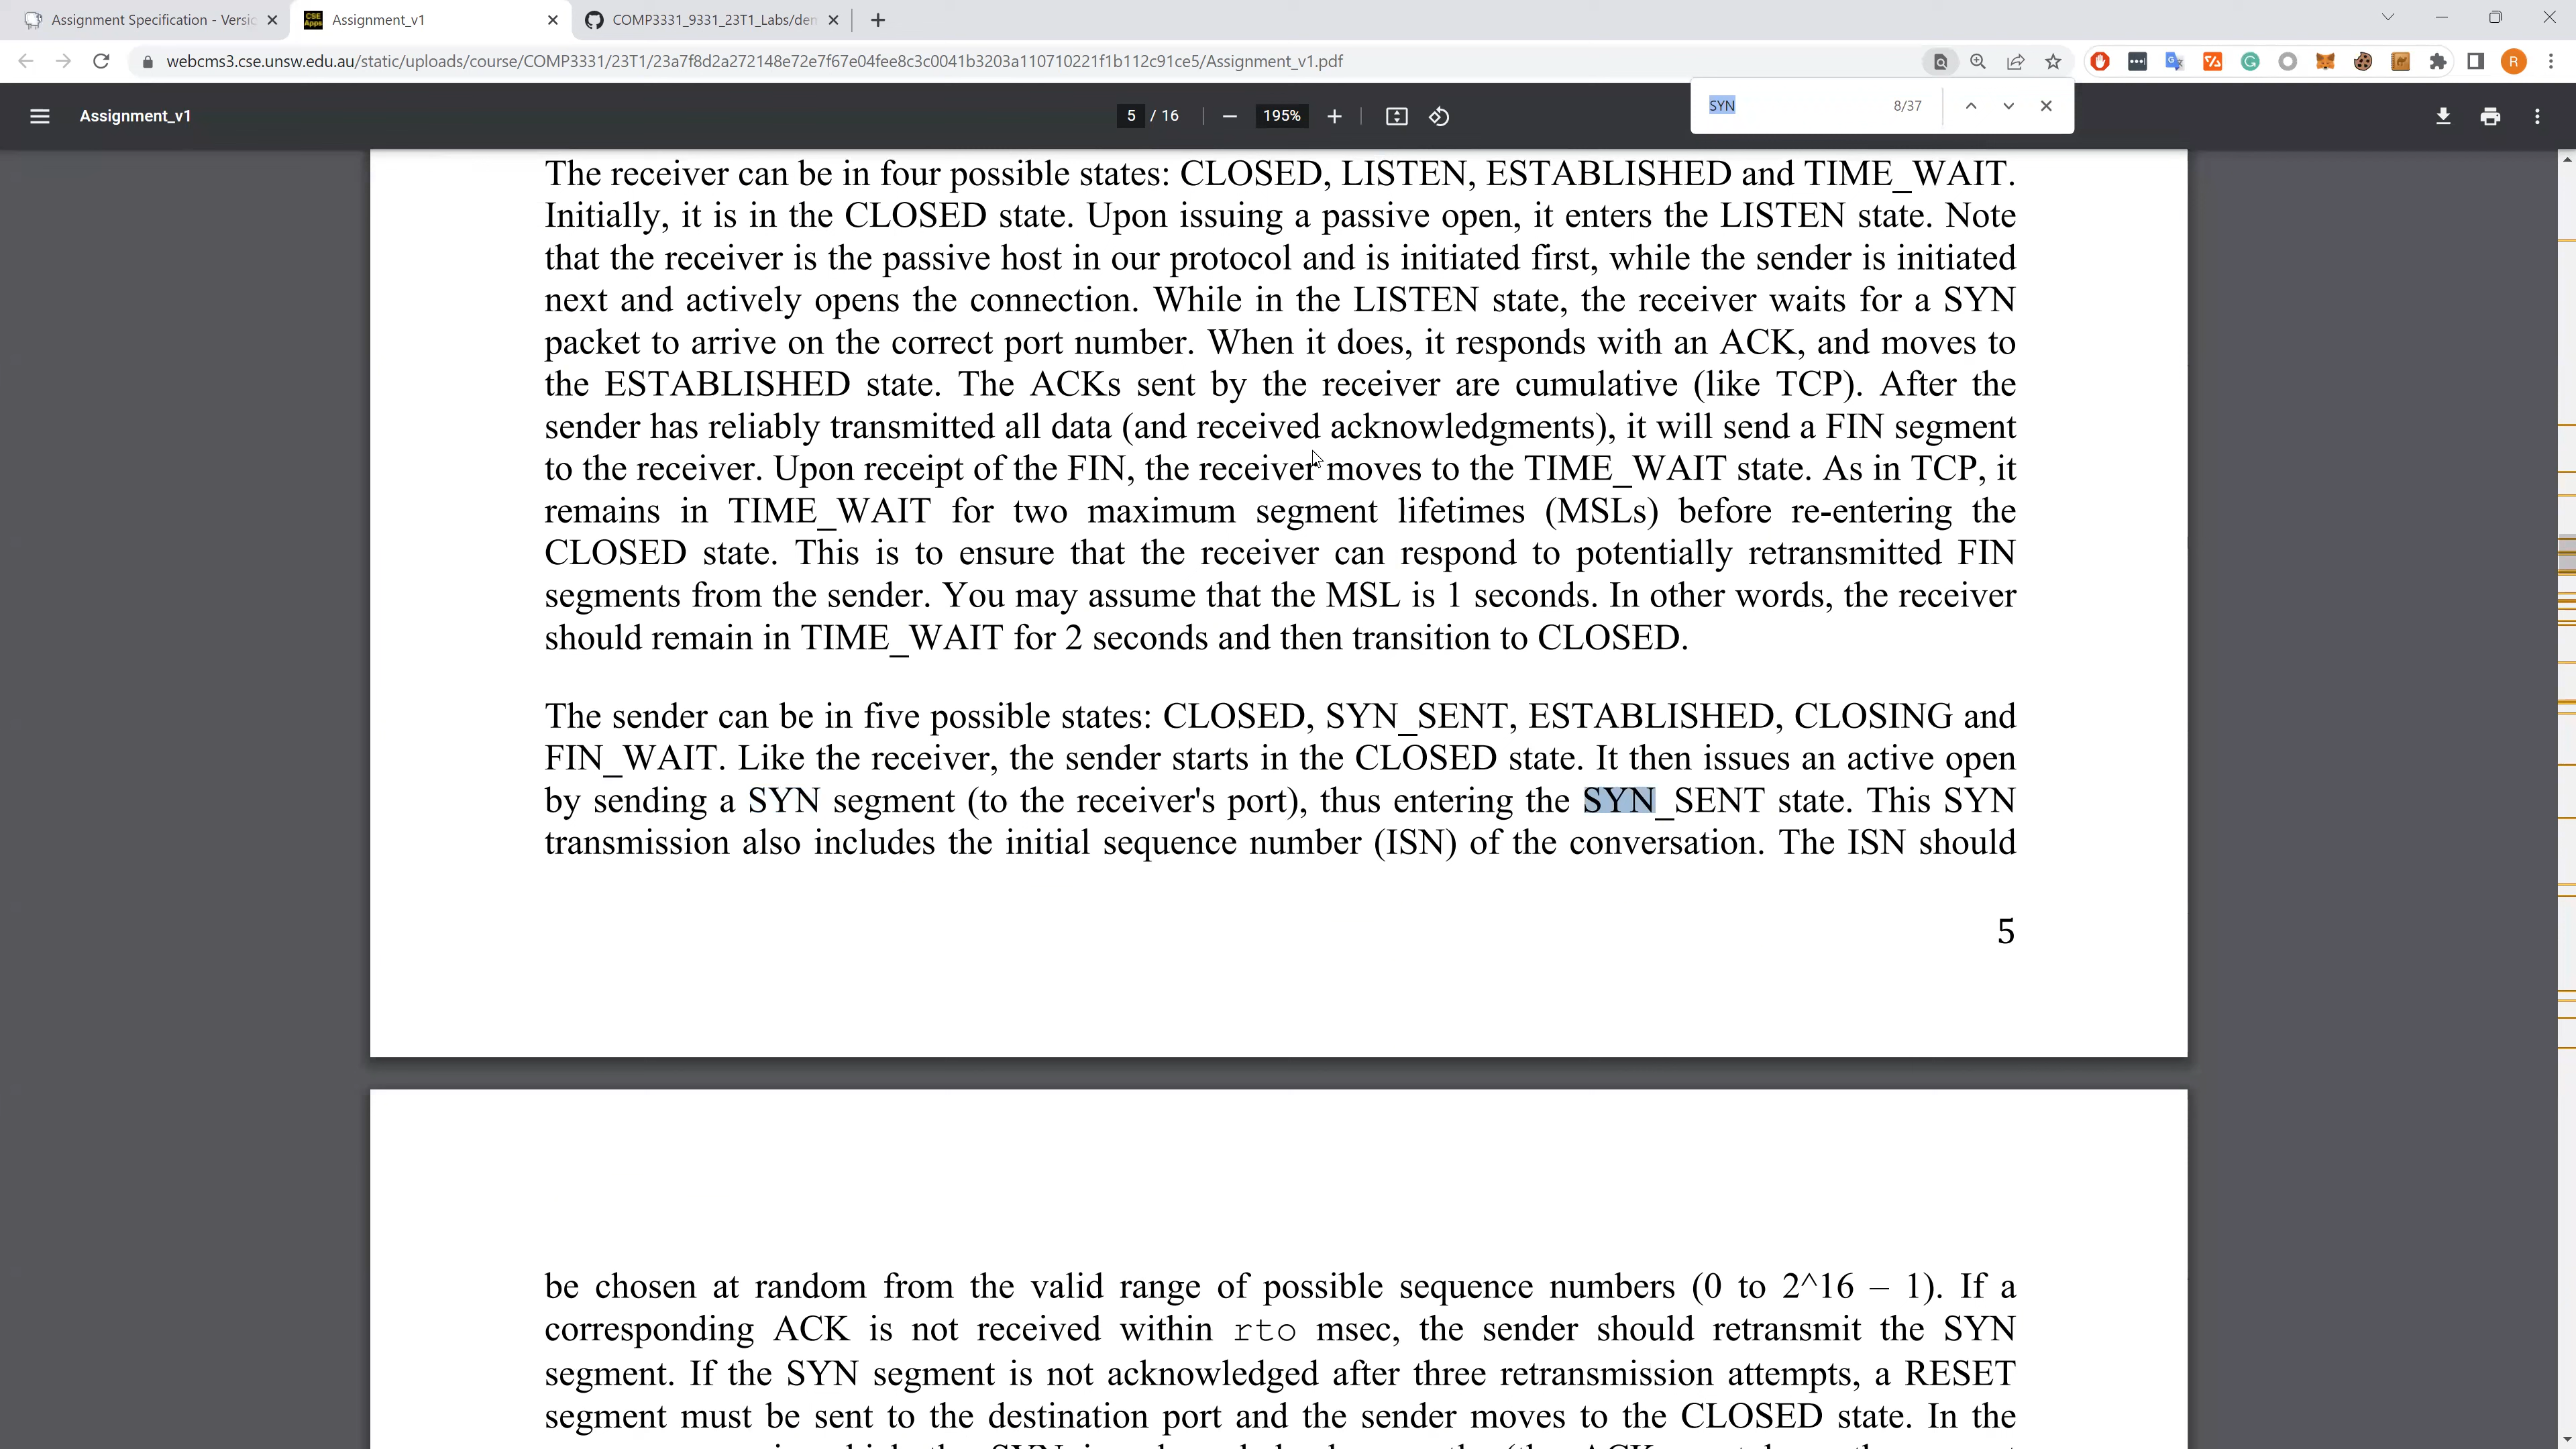 Assignment Specification - Versic
Assignment_v1
COMP3331_9331_23T1_Labs/den
webcms3.cse.unsw.edu.au/static/uploads/course/COMP3331/23T1/23a7f8d2a272148e72e7f67e04fee8c3c0041b3203a110710221f1b112c91ce5/Assignment_v1.pdf
R
Assignment_v1
5 / 16
195%
SYN
8/37
The receiver can be in four possible states: CLOSED, LISTEN, ESTABLISHED and TIME_WAIT.
Initially, it is in the CLOSED state. Upon issuing a passive open, it enters the LISTEN state. Note
that the receiver is the passive host in our protocol and is initiated first, while the sender is initiated
next and actively opens the connection. While in the LISTEN state, the receiver waits for a SYN
packet to arrive on the correct port number. When it does, it responds with an ACK, and moves to
the ESTABLISHED state. The ACKs sent by the receiver are cumulative (like TCP). After the
sender has reliably transmitted all data (and received acknowledgments), it will send a FIN segment
to the receiver. Upon receipt of the FIN, the receiver moves to the TIME_WAIT state. As in TCP, it
remains in TIME_WAIT for two maximum segment lifetimes (MSLs) before re-entering the
CLOSED state. This is to ensure that the receiver can respond to potentially retransmitted FIN
segments from the sender. You may assume that the MSL is 1 seconds. In other words, the receiver
should remain in TIME_WAIT for 2 seconds and then transition to CLOSED.
The sender can be in five possible states: CLOSED, SYN_SENT, ESTABLISHED, CLOSING and
FIN_WAIT. Like the receiver, the sender starts in the CLOSED state. It then issues an active open
by sending a SYN segment (to the receiver's port), thus entering the SYN_SENT state. This SYN
transmission also includes the initial sequence number (ISN) of the conversation. The ISN should
5
be chosen at random from the valid range of possible sequence numbers (0 to 2^16 – 1). If a
corresponding ACK is not received within rto msec, the sender should retransmit the SYN
segment. If the SYN segment is not acknowledged after three retransmission attempts, a RESET
segment must be sent to the destination port and the sender moves to the CLOSED state. In the